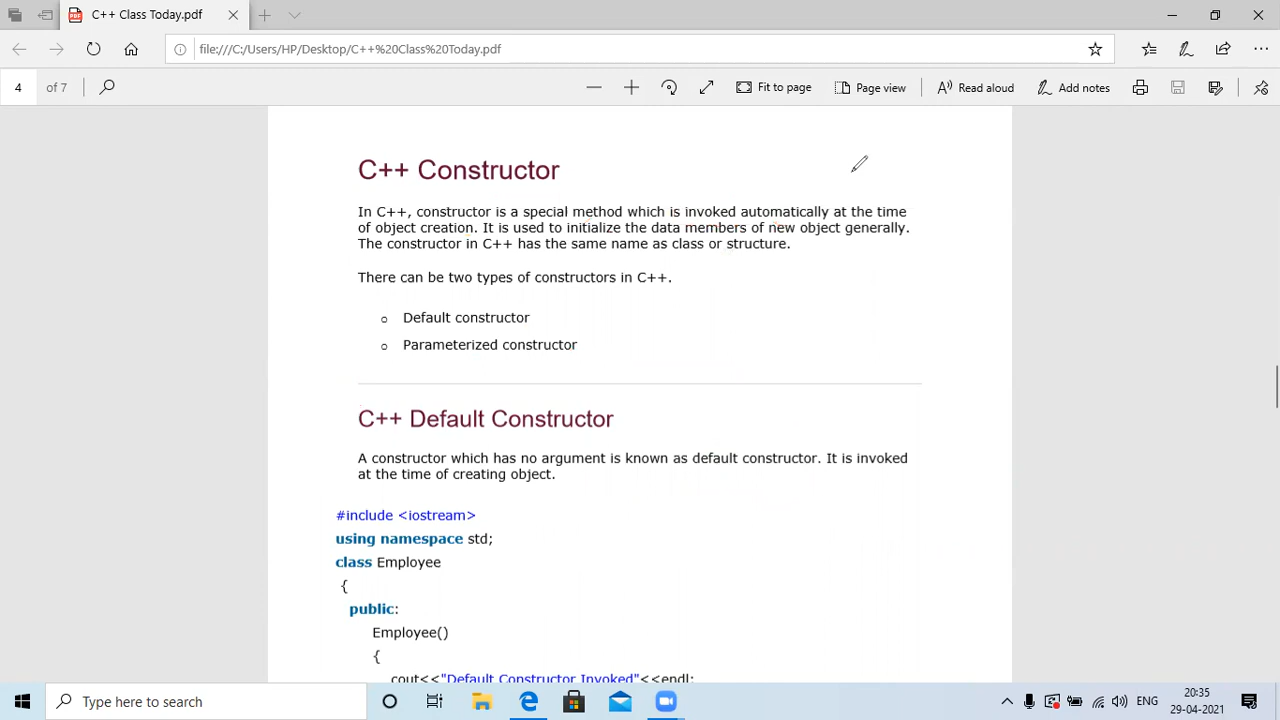 C++ Class Today.pdf
file:///C:/Users/HP/Desktop/C++%20Class%20Today.pdf
4 of 7
Fit to page
Page view
Read aloud
Add notes
C++ Constructor
In C++, constructor is a special method which is invoked automatically at the time
of object creation. It is used to initialize the data members of new object generally.
The constructor in C++ has the same name as class or structure.
There can be two types of constructors in C++.
o Default constructor
o Parameterized constructor
C++ Default Constructor
A constructor which has no argument is known as default constructor. It is invoked
at the time of creating object.
#include <iostream>
using namespace std;
class Employee
{
public:
Employee()
{
cout<<"Default Constructor Invoked"<<endl;
Type here to search
20:35
29-04-2021